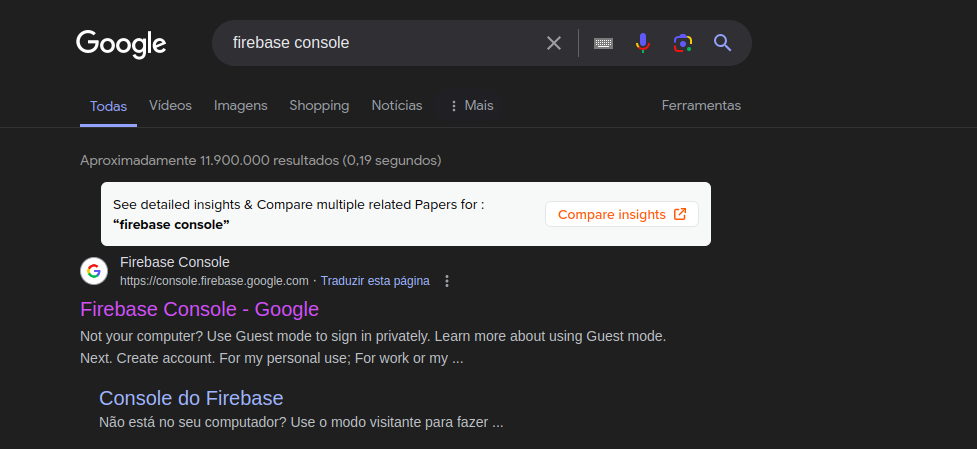 Google
firebase console
Todas Vídeos Imagens Shopping Notícias Mais Ferramentas
Aproximadamente 11.900.000 resultados (0,19 segundos)
See detailed insights & Compare multiple related Papers for :
“firebase console”
Compare insights
Firebase Console
https://console.firebase.google.com · Traduzir esta página
Firebase Console - Google
Not your computer? Use Guest mode to sign in privately. Learn more about using Guest mode.
Next. Create account. For my personal use; For work or my ...
Console do Firebase
Não está no seu computador? Use o modo visitante para fazer ...